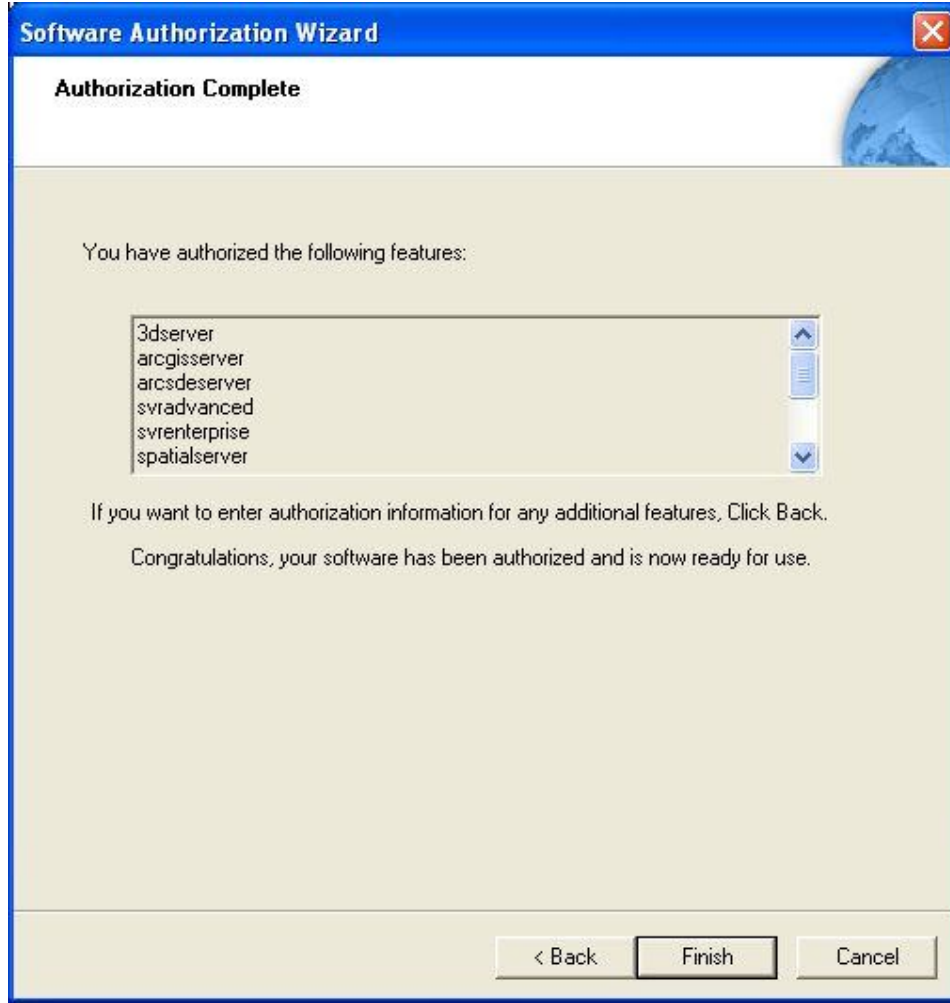 Software Authorization Wizard
Authorization Complete
You have authorized the following features:
3dserver
arcgisserver
arcsdeserver
svradvanced
svrenterprise
spatialserver
If you want to enter authorization information for any additional features, Click Back.
Congratulations, your software has been authorized and is now ready for use.
< Back Finish Cancel